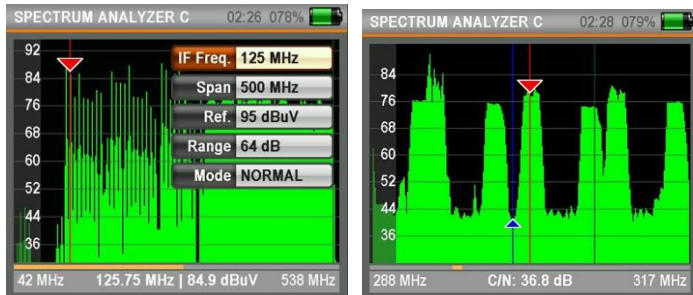 SPECTRUM ANALYZER C 02:26 078%
92
84
76
68
60
52
44
36
IF Freq. 125 MHz
Span 500 MHz
Ref. 95 dBuV
Range 64 dB
Mode NORMAL
42 MHz 125.75 MHz | 84.9 dBuV 538 MHz
SPECTRUM ANALYZER C 02:28 079%
84
76
68
60
52
44
36
288 MHz C/N: 36.8 dB 317 MHz